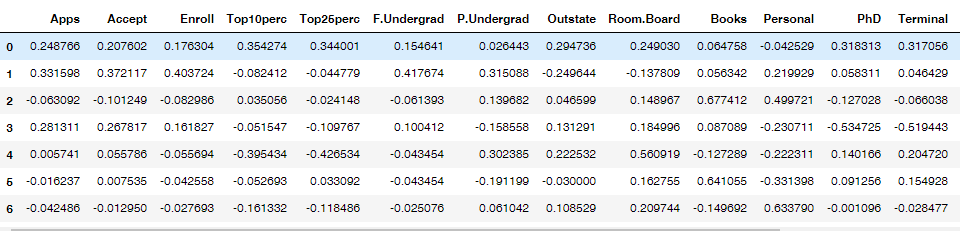 Apps Accept Enroll Top10perc Top25perc F.Undergrad P.Undergrad Outstate Room.Board Books Personal PhD Terminal
0 0.248766 0.207602 0.176304 0.354274 0.344001 0.154641 0.026443 0.294736 0.249030 0.064758 -0.042529 0.318313 0.317056
1 0.331598 0.372117 0.403724 -0.082412 -0.044779 0.417674 0.315088 -0.249644 -0.137809 0.056342 0.219929 0.058311 0.046429
2 -0.063092 -0.101249 -0.082986 0.035056 -0.024148 -0.061393 0.139682 0.046599 0.148967 0.677412 0.499721 -0.127028 -0.066038
3 0.281311 0.267817 0.161827 -0.051547 -0.109767 0.100412 -0.158558 0.131291 0.184996 0.087089 -0.230711 -0.534725 -0.519443
4 0.005741 0.055786 -0.055694 -0.395434 -0.426534 -0.043454 0.302385 0.222532 0.560919 -0.127289 -0.222311 0.140166 0.204720
5 -0.016237 0.007535 -0.042558 -0.052693 0.033092 -0.043454 -0.191199 -0.030000 0.162755 0.641055 -0.331398 0.091256 0.154928
6 -0.042486 -0.012950 -0.027693 -0.161332 -0.118486 -0.025076 0.061042 0.108529 0.209744 -0.149692 0.633790 -0.001096 -0.028477